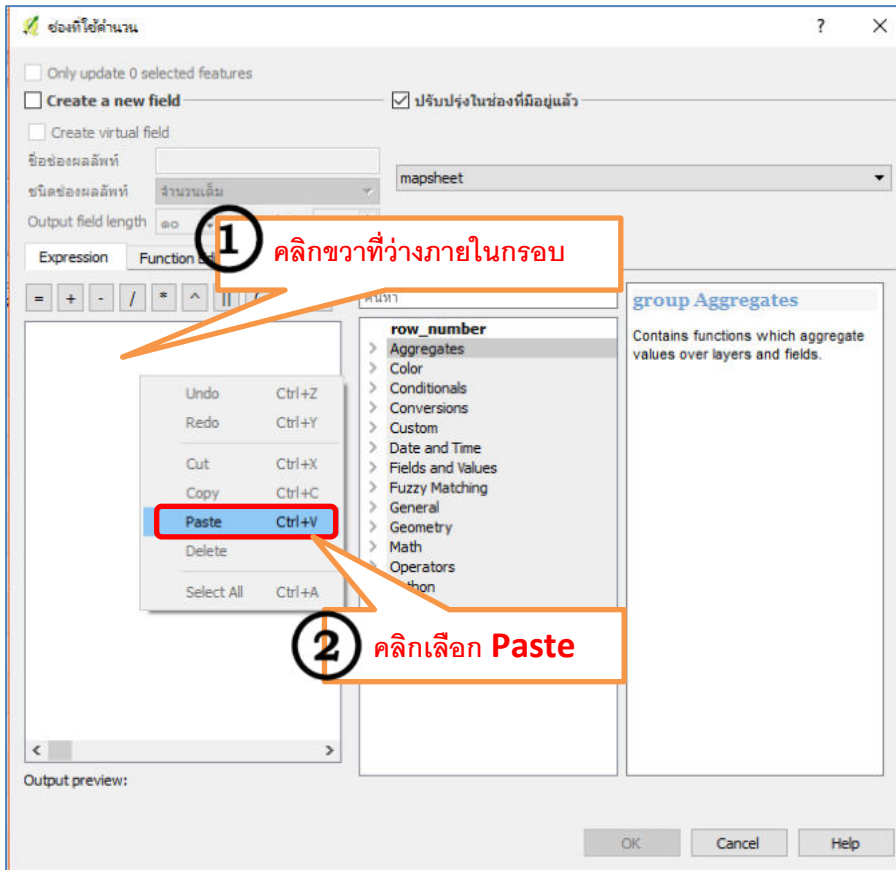 ช่องที่ใช้คำนวน ? ×
Only update 0 selected features
Create a new field
ปรับปรุงในช่องที่มีอยู่แล้ว
Create virtual field
ชื่อช่องผลลัพท์
mapsheet
ชนิดช่องผลลัพท์ จำนวนเต็ม
Output field length ๑๐
Expression
Function
1 คลิกขวาที่ว่างภายในกรอบ
= + - / * ^ ||
ค้นหา
row_number
Aggregates
Color
Conditionals
Conversions
Custom
Date and Time
Fields and Values
Fuzzy Matching
General
Geometry
Math
Operators
group Aggregates
Contains functions which aggregate
values over layers and fields.
Undo Ctrl+Z
Redo Ctrl+Y
Cut Ctrl+X
Copy Ctrl+C
Paste Ctrl+V
Delete
Select All Ctrl+A
2 คลิกเลือก Paste
Output preview:
OK Cancel Help